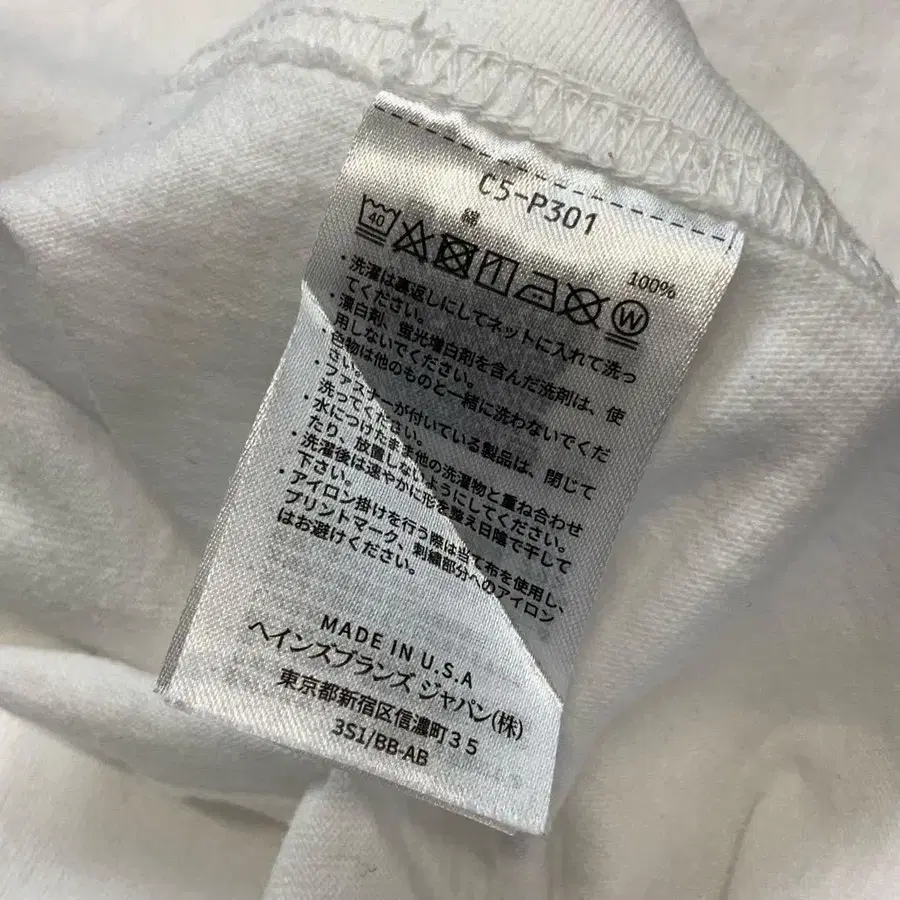 C5-P301
綿 100%
40
W
・洗濯は裏返しにしてネットに入れて洗っ
てください。
・漂白剤、蛍光増白剤を含んだ洗剤は、使
用しないでください。
・色物は他のものと一緒に洗わないでくだ
さい。
・ファスナーが付いている製品は、閉じて
洗ってください。
・水につけたまま他の洗濯物と重ね合わせ
たり、放置しないようにしてください。
・洗濯後は速やかに形を整え日陰で干して
下さい。
・アイロン掛けを行う際は当て布を使用し、
プリントマーク、刺繍部分へのアイロン
はお避けください。
MADE IN U.S.A
ヘインズブランズ ジャパン(株)
東京都新宿区信濃町35
3S1/BB-AB